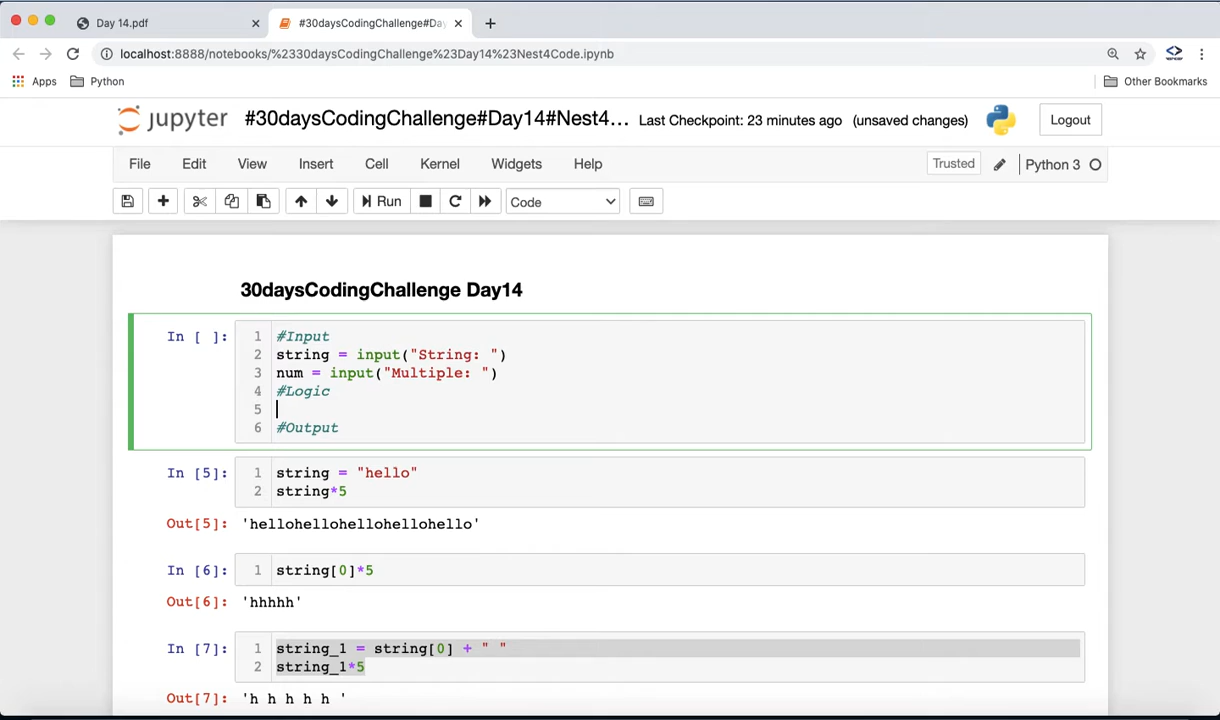 Day 14.pdf
#30daysCodingChallenge#Day
localhost:8888/notebooks/%2330daysCodingChallenge%23Day14%23Nest4Code.ipynb
Apps
Python
Other Bookmarks
jupyter
#30daysCodingChallenge#Day14#Nest4...
Last Checkpoint: 23 minutes ago
(unsaved changes)
Logout
File
Edit
View
Insert
Cell
Kernel
Widgets
Help
Trusted
Python 3
Run
Code
30daysCodingChallenge Day14
In [ ]:
1 #Input
2 string = input("String: ")
3 num = input("Multiple: ")
4 #Logic
5
6 #Output
In [5]:
1 string = "hello"
2 string*5
Out[5]: 'hellohellohellohellohello'
In [6]:
1 string[0]*5
Out[6]: 'hhhhh'
In [7]:
1 string_1 = string[0] + " "
2 string_1*5
Out[7]: 'h h h h h '